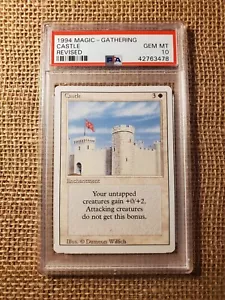 1994 MAGIC - GATHERING
CASTLE GEM MT
REVISED 10
PSA 42763478
Castle 3
Enchantment
Your untapped
creatures gain +0/+2.
Attacking creatures
do not get this bonus.
Illus. © Dameon Willich